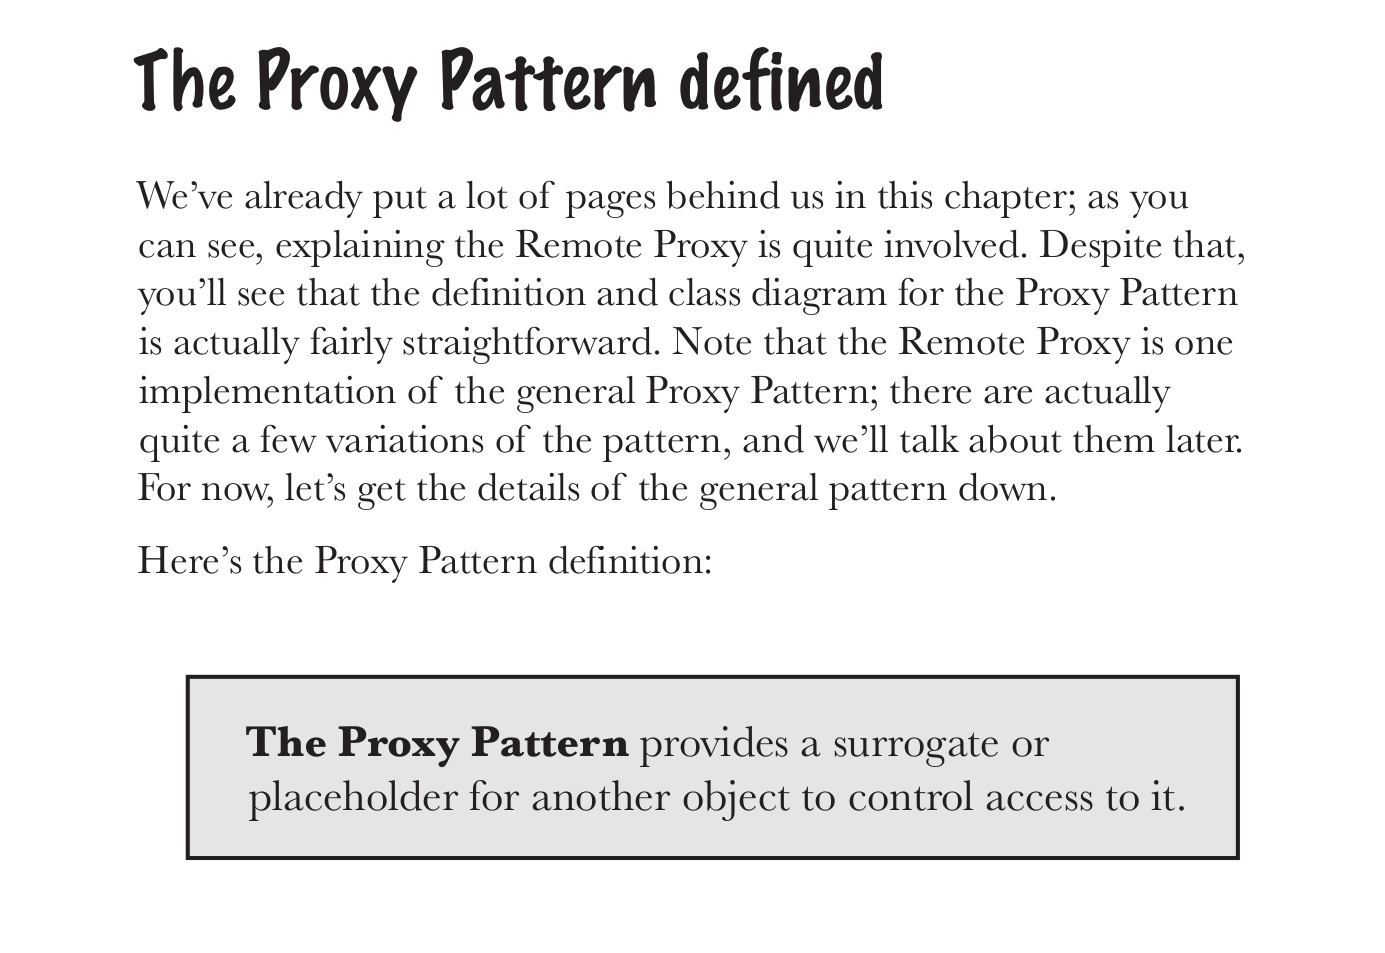 The Proxy Pattern defined
We’ve already put a lot of pages behind us in this chapter; as you
can see, explaining the Remote Proxy is quite involved. Despite that,
you’ll see that the definition and class diagram for the Proxy Pattern
is actually fairly straightforward. Note that the Remote Proxy is one
implementation of the general Proxy Pattern; there are actually
quite a few variations of the pattern, and we’ll talk about them later.
For now, let’s get the details of the general pattern down.
Here’s the Proxy Pattern definition:
The Proxy Pattern provides a surrogate or
placeholder for another object to control access to it.